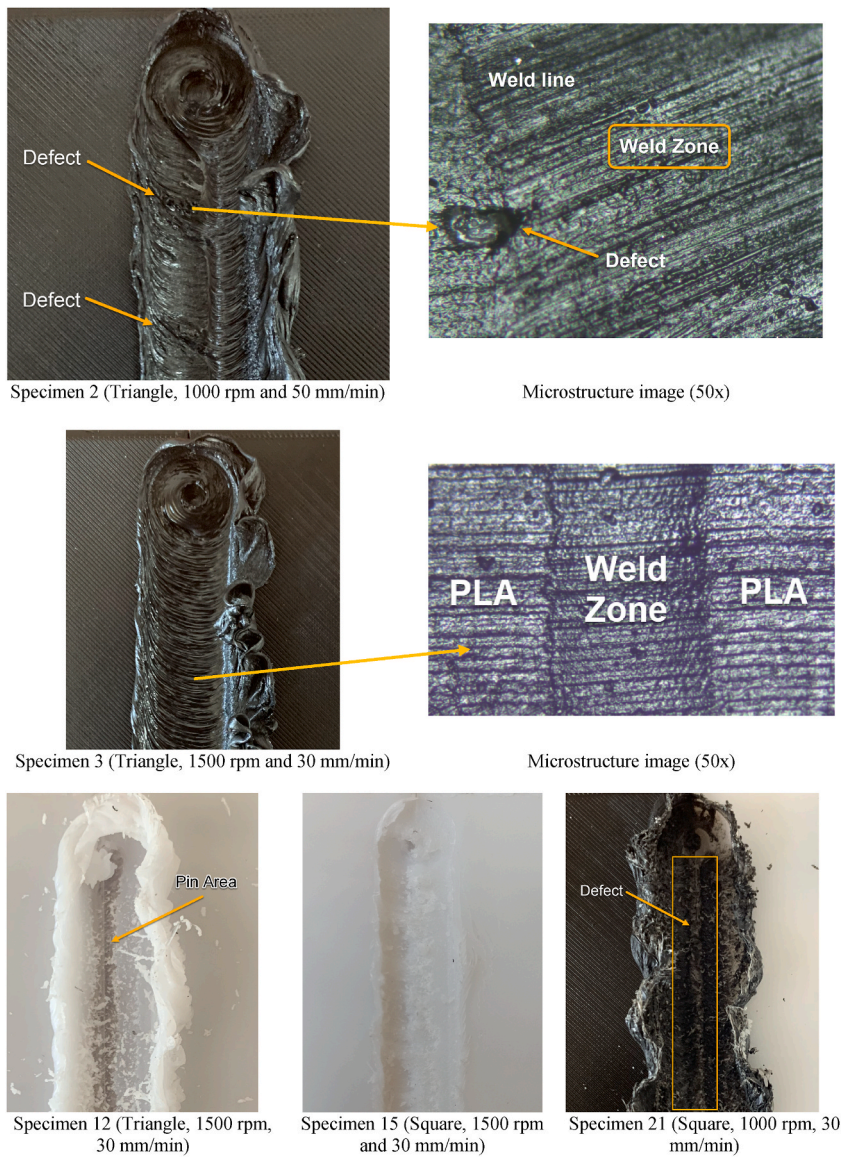 Defect
Defect
Weld line
Weld Zone
Defect
Specimen 2 (Triangle, 1000 rpm and 50 mm/min)
Microstructure image (50x)
PLA
Weld
Zone
PLA
Specimen 3 (Triangle, 1500 rpm and 30 mm/min)
Microstructure image (50x)
Pin Area
Defect
Specimen 12 (Triangle, 1500 rpm,
30 mm/min)
Specimen 15 (Square, 1500 rpm
and 30 mm/min)
Specimen 21 (Square, 1000 rpm, 30
mm/min)